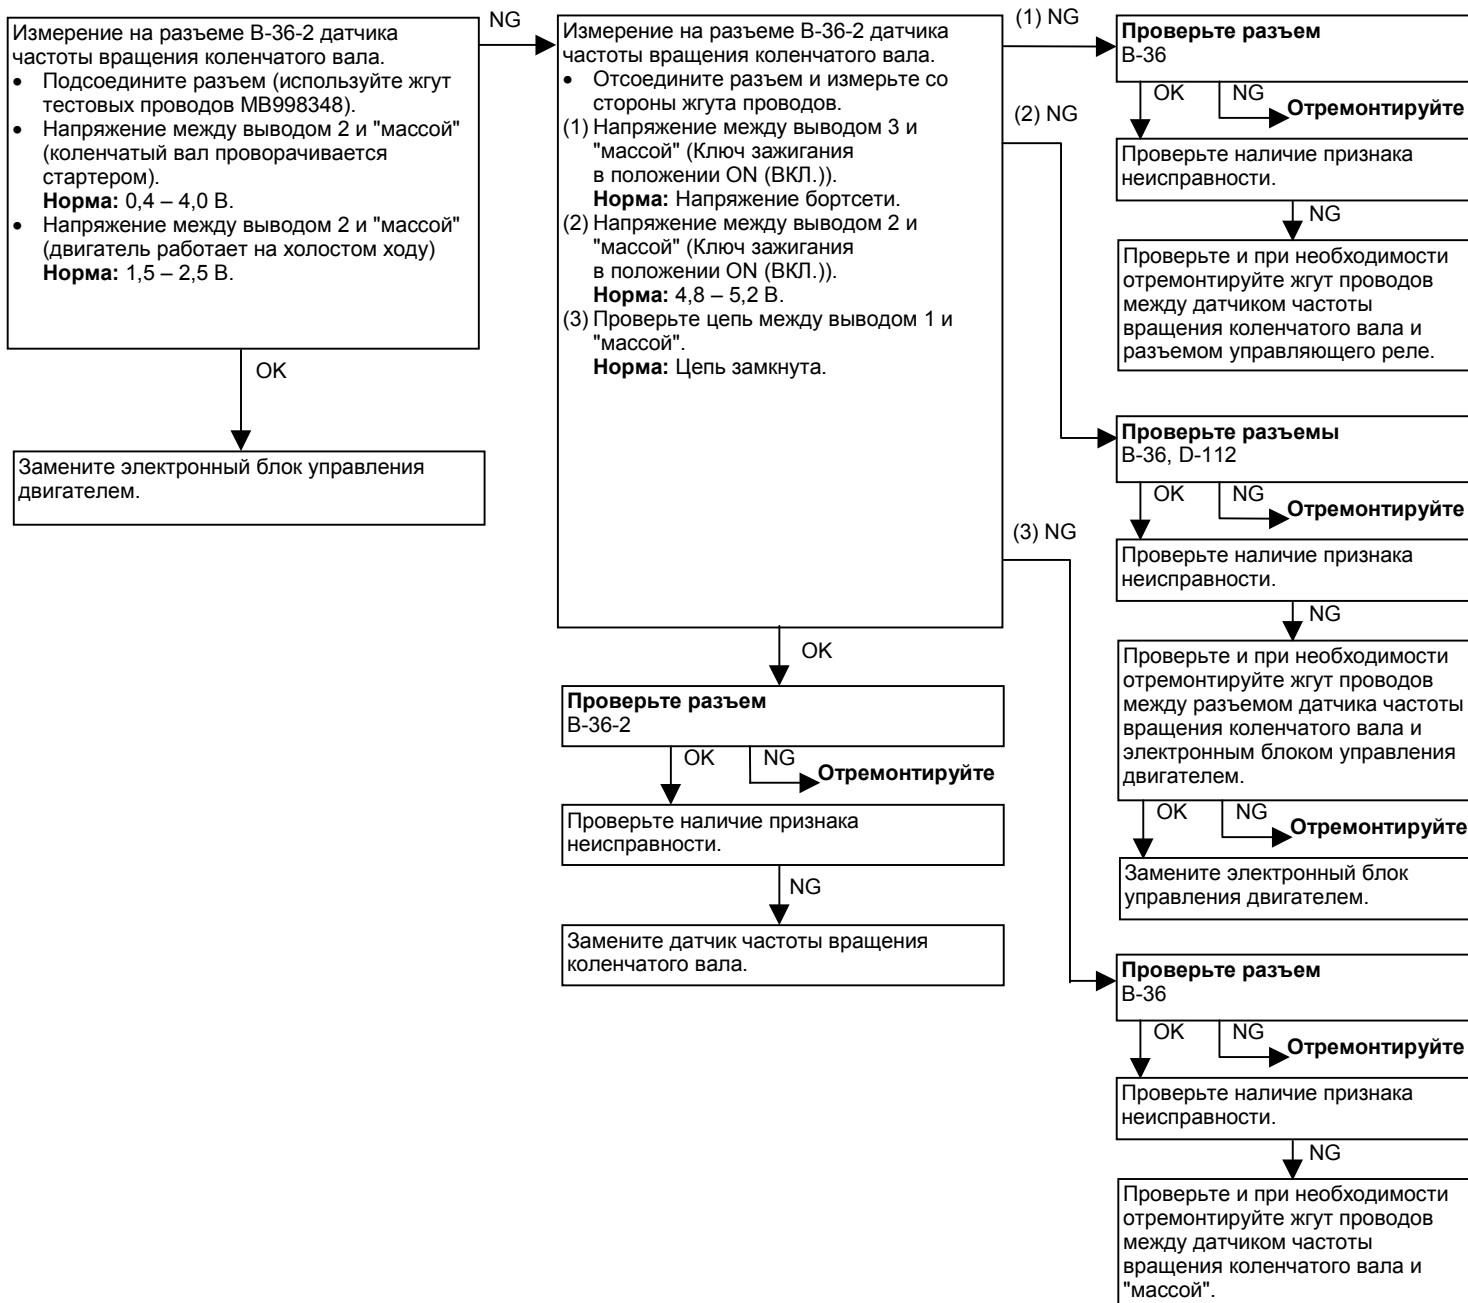 Измерение на разъеме B-36-2 датчика
частоты вращения коленчатого вала.
• Подсоедините разъем (используйте жгут
тестовых проводов MB998348).
• Напряжение между выводом 2 и "массой"
(коленчатый вал проворачивается
стартером).
Норма: 0,4 – 4,0 В.
• Напряжение между выводом 2 и "массой"
(двигатель работает на холостом ходу)
Норма: 1,5 – 2,5 В.
NG
OK
Замените электронный блок управления
двигателем.
Измерение на разъеме B-36-2 датчика
частоты вращения коленчатого вала.
• Отсоедините разъем и измерьте со
стороны жгута проводов.
(1) Напряжение между выводом 3 и
"массой" (Ключ зажигания
в положении ON (ВКЛ.)).
Норма: Напряжение бортсети.
(2) Напряжение между выводом 2 и
"массой" (Ключ зажигания
в положении ON (ВКЛ.)).
Норма: 4,8 – 5,2 В.
(3) Проверьте цепь между выводом 1 и
"массой".
Норма: Цепь замкнута.
OK
Проверьте разъем
B-36-2
OK
NG
Отремонтируйте
Проверьте наличие признака
неисправности.
NG
Замените датчик частоты вращения
коленчатого вала.
(1) NG
Проверьте разъем
B-36
OK
NG
Отремонтируйте
Проверьте наличие признака
неисправности.
NG
Проверьте и при необходимости
отремонтируйте жгут проводов
между датчиком частоты
вращения коленчатого вала и
разъемом управляющего реле.
(2) NG
Проверьте разъемы
B-36, D-112
OK
NG
Отремонтируйте
Проверьте наличие признака
неисправности.
NG
Проверьте и при необходимости
отремонтируйте жгут проводов
между разъемом датчика частоты
вращения коленчатого вала и
электронным блоком управления
двигателем.
OK
NG
Отремонтируйте
Замените электронный блок
управления двигателем.
(3) NG
Проверьте разъем
B-36
OK
NG
Отремонтируйте
Проверьте наличие признака
неисправности.
NG
Проверьте и при необходимости
отремонтируйте жгут проводов
между датчиком частоты
вращения коленчатого вала и
"массой".